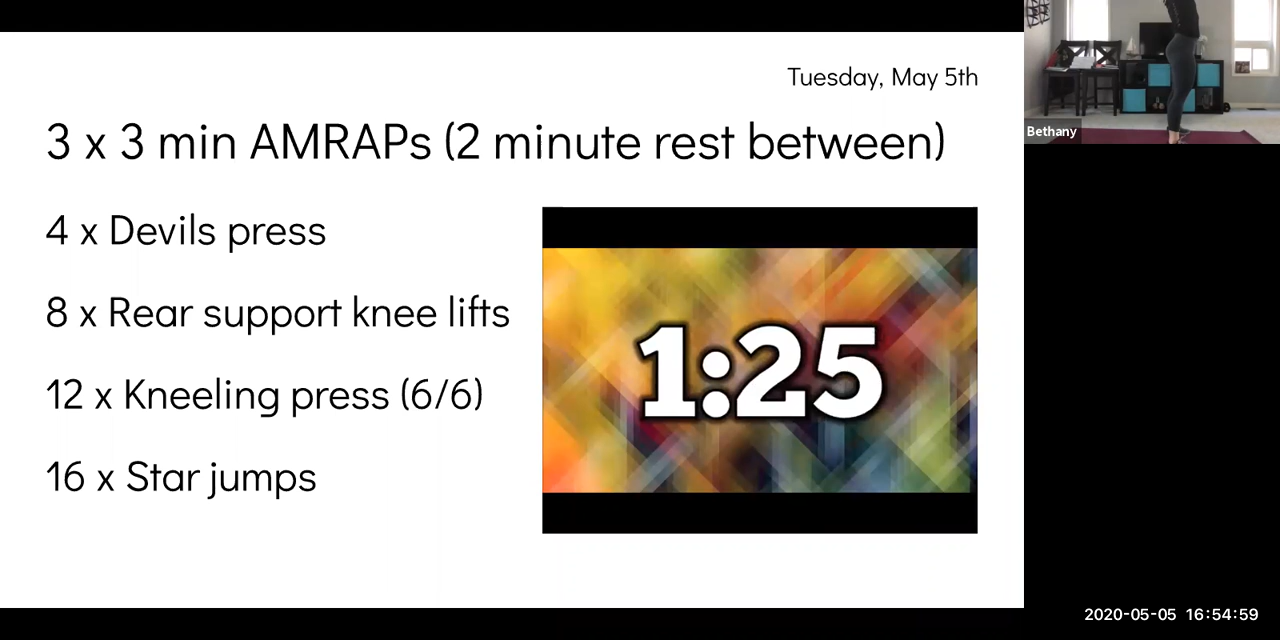 Tuesday, May 5th
3 x 3 min AMRAPs (2 minute rest between)
4 x Devils press
8 x Rear support knee lifts
12 x Kneeling press (6/6)
16 x Star jumps
1:25
Bethany
2020-05-05 16:54:59